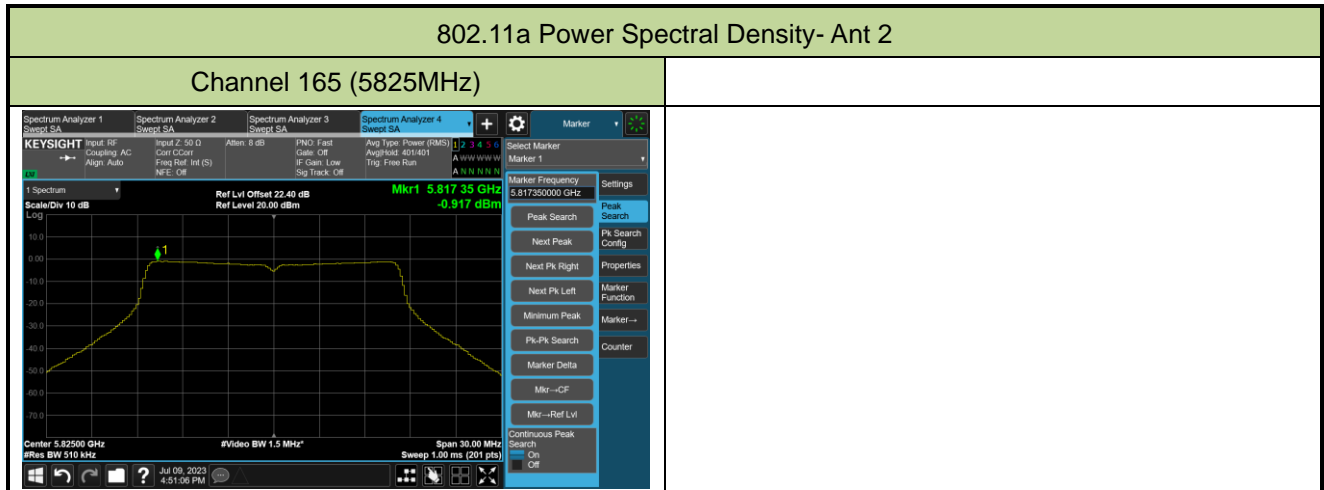 802.11a Power Spectral Density- Ant 2
Channel 165 (5825MHz)
Spectrum Analyzer 1
Swept SA
Spectrum Analyzer 2
Swept SA
Spectrum Analyzer 3
Swept SA
Spectrum Analyzer 4
Swept SA
+
Marker
KEYSIGHT
Input: RF
Coupling: AC
Align: Auto
Input Z: 50 Ω
Corr CCorr
Freq Ref: Int (S)
NFE: Off
Atten: 8 dB
PNO: Fast
Gate: Off
IF Gain: Low
Sig Track: Off
Avg Type: Power (RMS)
Avg|Hold: 401/401
Trig: Free Run
1 2 3 4 5 6
A W W W W W
A N N N N N
Select Marker
Marker 1
1 Spectrum
Scale/Div 10 dB
Log
Ref Lvl Offset 22.40 dB
Ref Level 20.00 dBm
Mkr1 5.817 35 GHz
-0.917 dBm
10.0
0.00
-10.0
-20.0
-30.0
-40.0
-50.0
-60.0
-70.0
1
Center 5.82500 GHz
#Res BW 510 kHz
#Video BW 1.5 MHz*
Span 30.00 MHz
Sweep 1.00 ms (201 pts)
Marker Frequency
5.817350000 GHz
Peak Search
Next Peak
Next Pk Right
Next Pk Left
Minimum Peak
Pk-Pk Search
Marker Delta
Mkr→CF
Mkr→Ref Lvl
Continuous Peak
Search
On
Off
Settings
Peak
Search
Pk Search
Config
Properties
Marker
Function
Marker→
Counter
?
Jul 09, 2023
4:51:06 PM